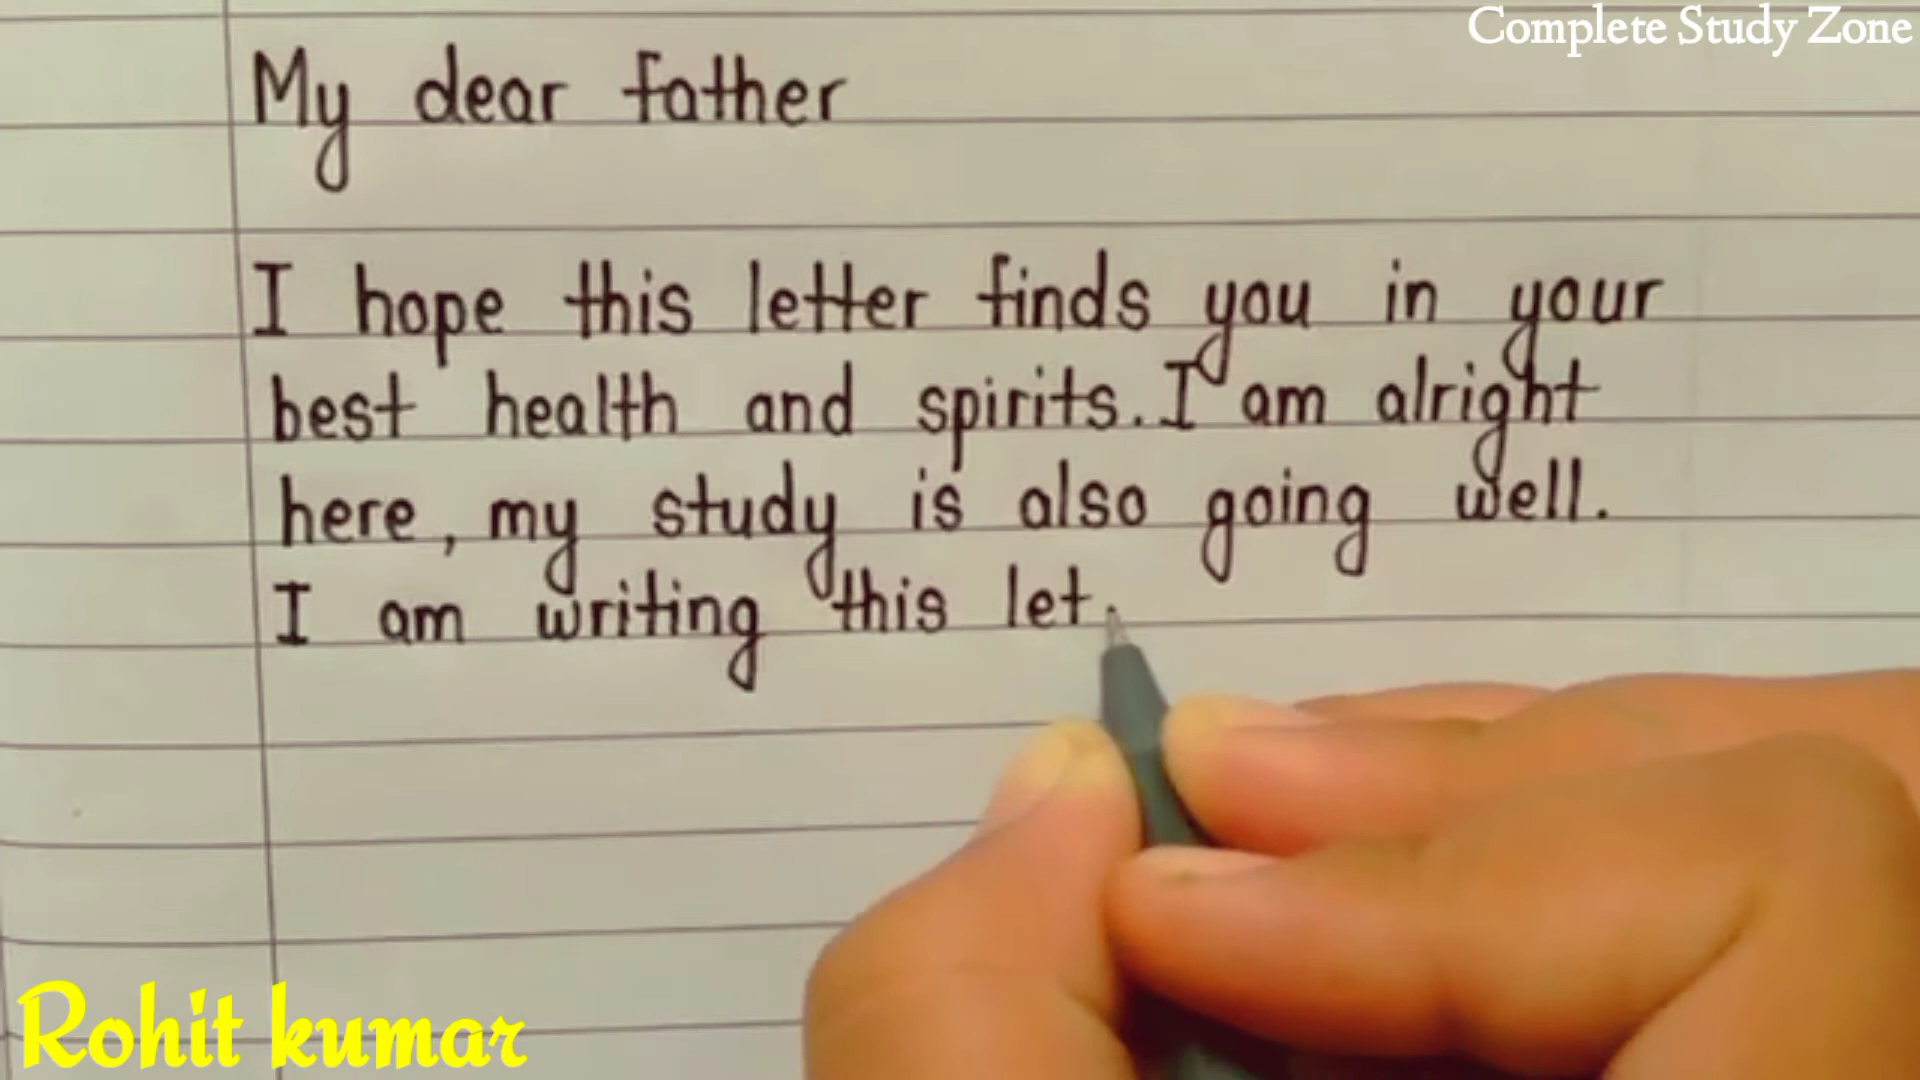 Complete Study Zone
My dear father
I hope this letter finds you in your
best health and spirits. I am alright
here, my study is also going well.
I am writing this let
Rohit kumar